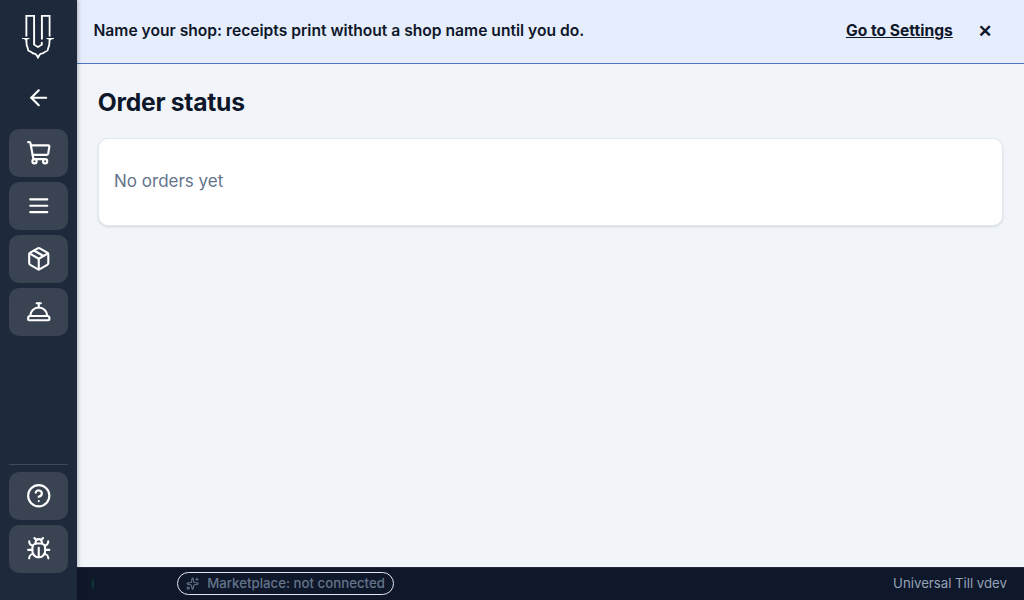 Name your shop: receipts print without a shop name until you do.
Go to Settings ✕
Order status
No orders yet
Marketplace: not connected
Universal Till vdev